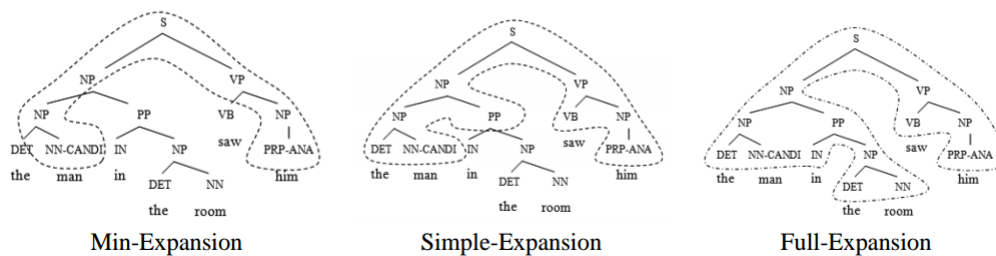 S
NP VP
NP PP VB NP
saw
DET NN-CANDI IN NP PRP-ANA
the man in him
DET NN
the room
Min-Expansion
S
NP VP
NP PP VB NP
saw
DET NN-CANDI IN NP PRP-ANA
the man in him
DET NN
the room
Simple-Expansion
S
NP VP
NP PP VB NP
saw
DET NN-CANDI IN NP PRP-ANA
the man in him
DET NN
the room
Full-Expansion